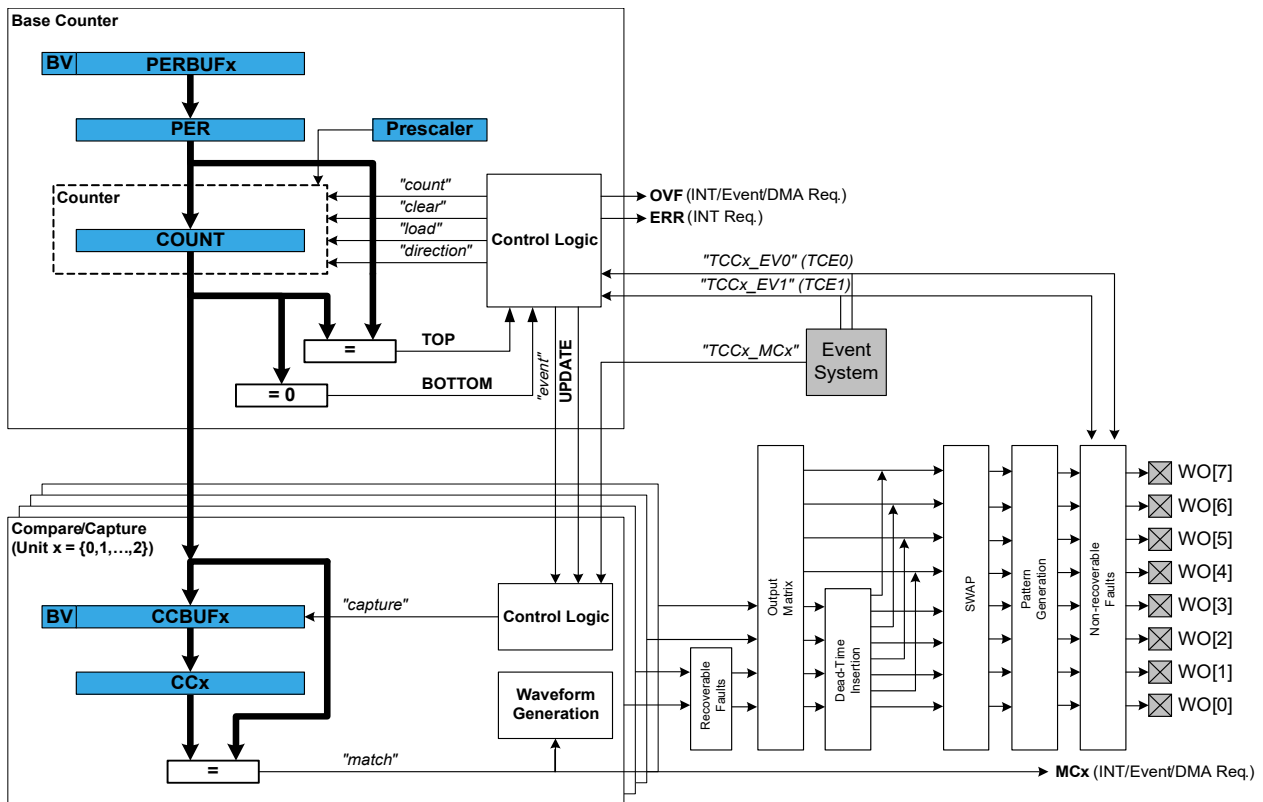 Base Counter
BV
PERBUFx
PER
Prescaler
Counter
COUNT
"count"
"clear"
"load"
"direction"
Control Logic
OVF (INT/Event/DMA Req.)
ERR (INT Req.)
"TCCx_EV0" (TCE0)
"TCCx_EV1" (TCE1)
"TCCx_MCx"
Event
System
=
TOP
= 0
BOTTOM
"event"
UPDATE
Compare/Capture
(Unit x = {0,1,…,2})
BV
CCBUFx
"capture"
Control Logic
CCx
Waveform
Generation
=
"match"
Recoverable
Faults
Output
Matrix
Dead-Time
Insertion
SWAP
Pattern
Generation
Non-recoverable
Faults
WO[7]
WO[6]
WO[5]
WO[4]
WO[3]
WO[2]
WO[1]
WO[0]
MCx (INT/Event/DMA Req.)